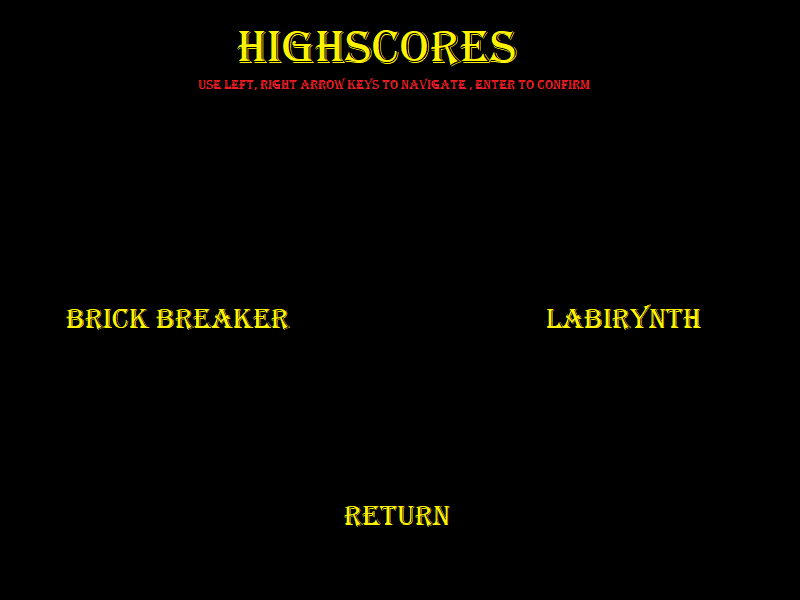 HIGHSCORES
USE LEFT, RIGHT ARROW KEYS TO NAVIGATE , ENTER TO CONFIRM
BRICK BREAKER
LABIRYNTH
RETURN